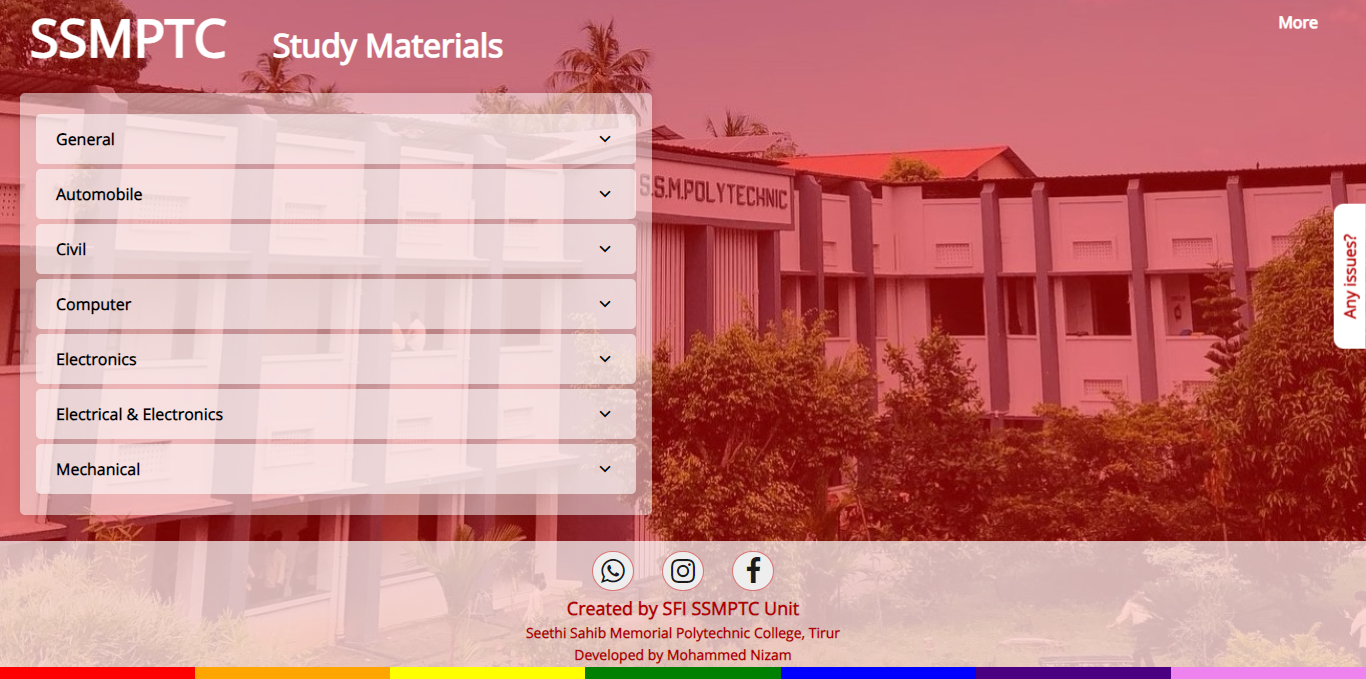 SSMPTC Study Materials
More
General
Automobile
Civil
Computer
Electronics
Electrical & Electronics
Mechanical
S.S.M.POLYTECHNIC
Any issues?
Created by SFI SSMPTC Unit
Seethi Sahib Memorial Polytechnic College, Tirur
Developed by Mohammed Nizam